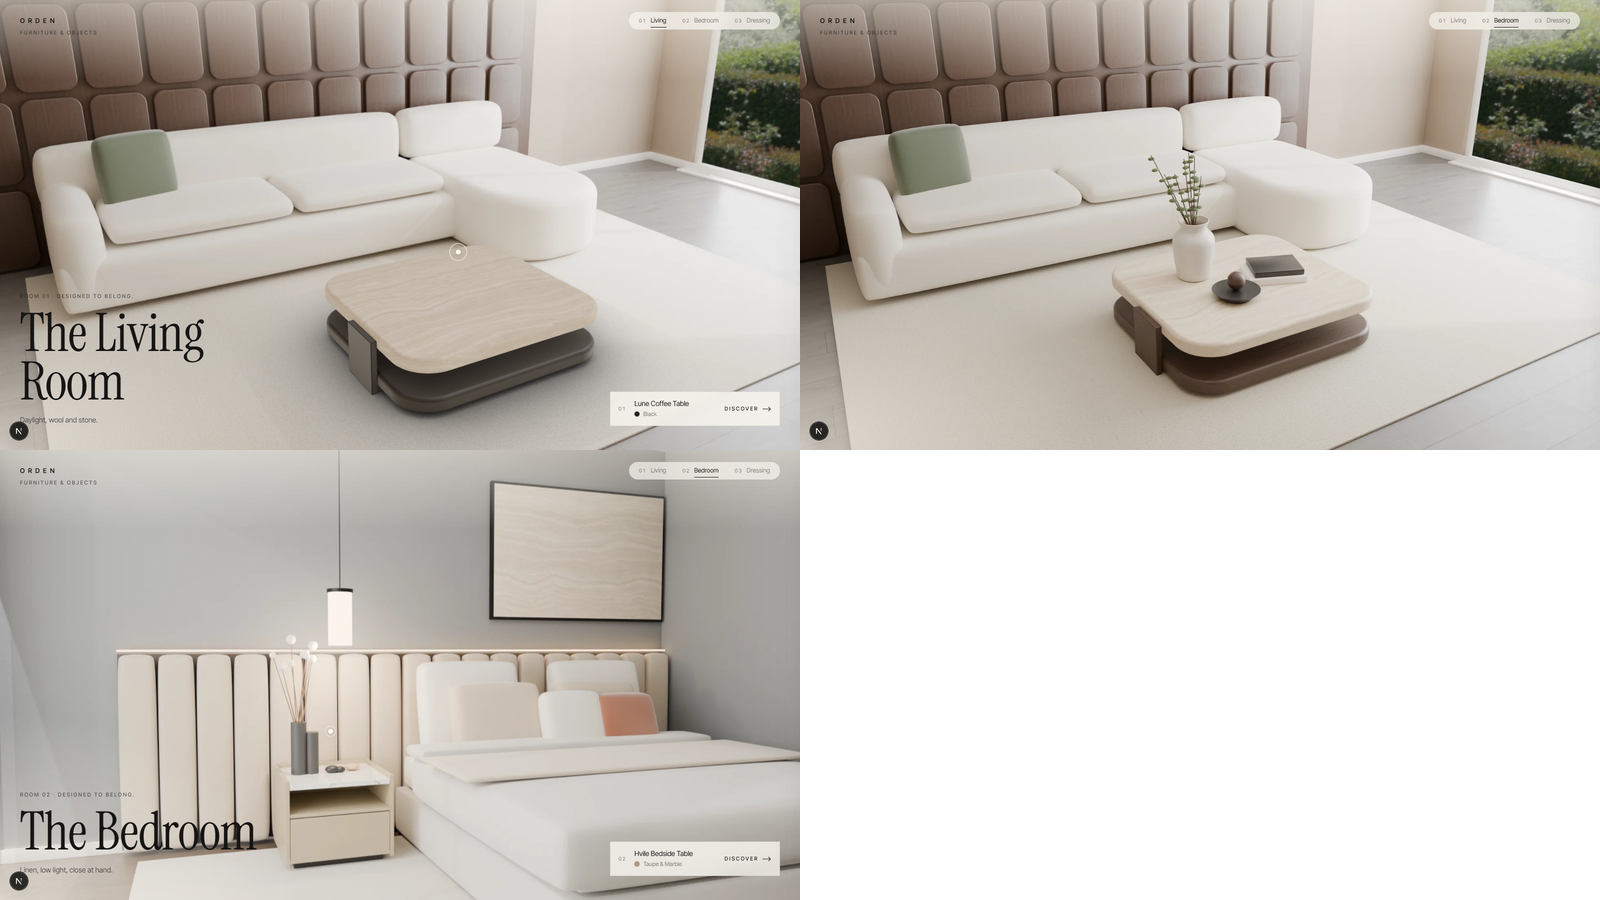 ORDEN
FURNITURE & OBJECTS
01 Living 02 Bedroom 03 Dressing
ROOM 01 · DESIGNED TO BELONG.
The Living
Room
Daylight, wool and stone.
N
01 Lune Coffee Table
Black
DISCOVER →
ORDEN
FURNITURE & OBJECTS
01 Living 02 Bedroom 03 Dressing
N
ORDEN
FURNITURE & OBJECTS
01 Living 02 Bedroom 03 Dressing
ROOM 02 · DESIGNED TO BELONG.
The Bedroom
Linen, low light, close at hand.
N
02 Hvile Bedside Table
Taupe & Marble
DISCOVER →